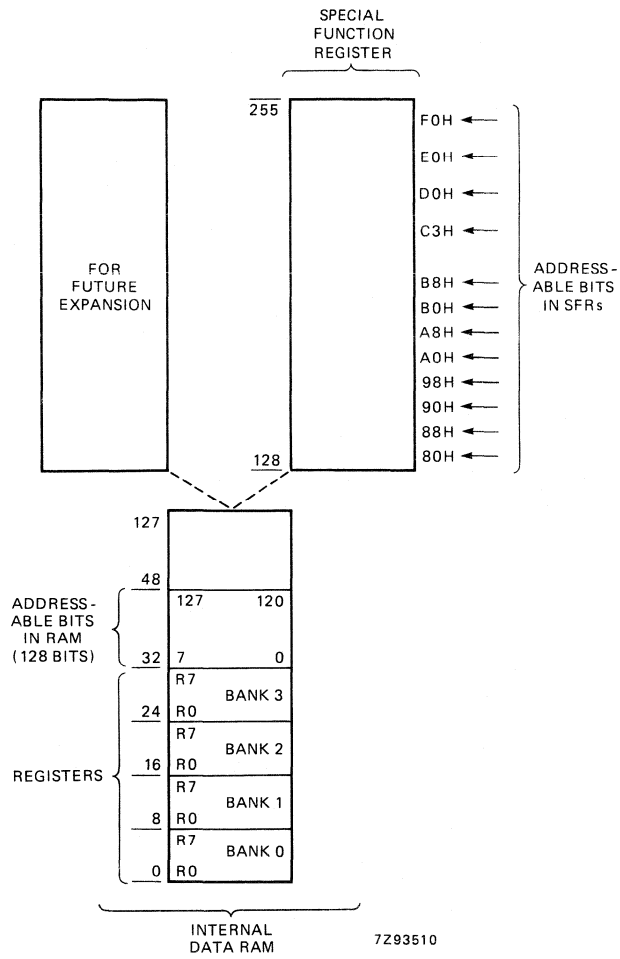 SPECIAL
FUNCTION
REGISTER
255
F0H
E0H
D0H
C3H
B8H
B0H
A8H
A0H
98H
90H
88H
80H
ADDRESS-
ABLE BITS
IN SFRs
FOR
FUTURE
EXPANSION
128
127
48
ADDRESS-
ABLE BITS
IN RAM
(128 BITS)
127 120
32 7 0
R7
BANK 3
24 R0
R7
BANK 2
16 R0
REGISTERS
R7
BANK 1
8 R0
R7
BANK 0
0 R0
INTERNAL
DATA RAM
7Z93510